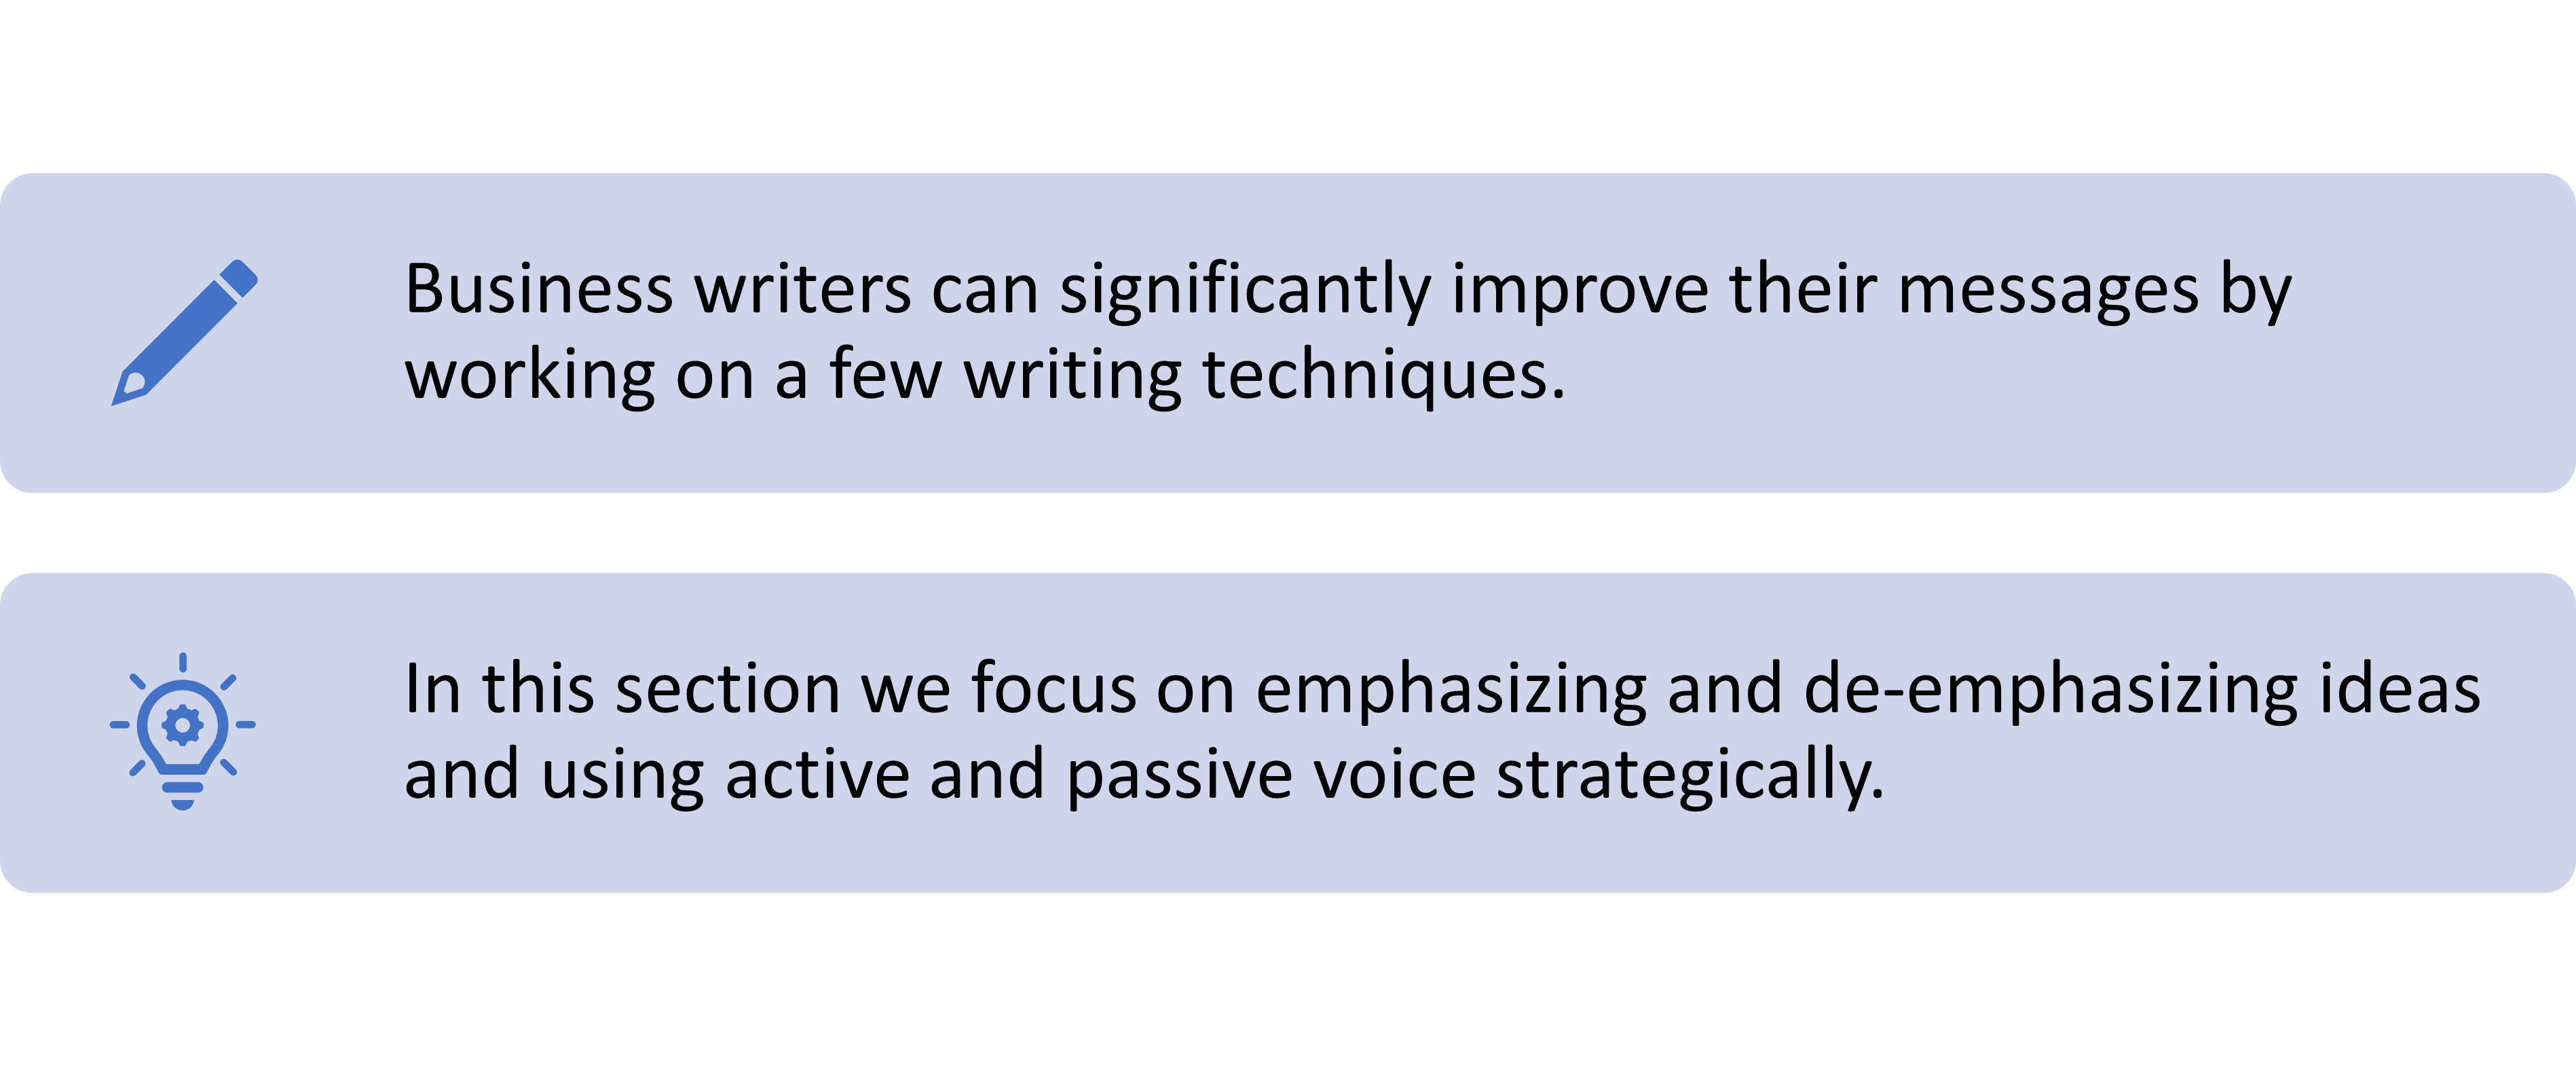 Business writers can significantly improve their messages by
working on a few writing techniques.
In this section we focus on emphasizing and de-emphasizing ideas
and using active and passive voice strategically.